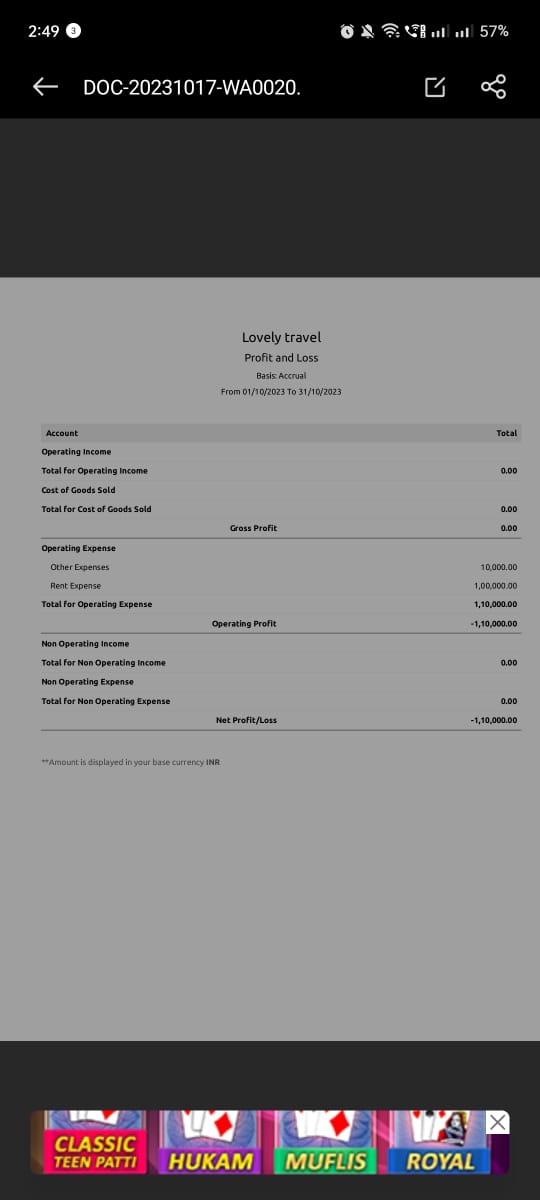 2:49 3 57%
DOC-20231017-WA0020.
Lovely travel
Profit and Loss
Basis: Accrual
From 01/10/2023 To 31/10/2023
Account Total
Operating Income
Total for Operating Income 0.00
Cost of Goods Sold
Total for Cost of Goods Sold 0.00
Gross Profit 0.00
Operating Expense
Other Expenses 10,000.00
Rent Expense 1,00,000.00
Total for Operating Expense 1,10,000.00
Operating Profit -1,10,000.00
Non Operating Income
Total for Non Operating Income 0.00
Non Operating Expense
Total for Non Operating Expense 0.00
Net Profit/Loss -1,10,000.00
**Amount is displayed in your base currency INR
CLASSIC TEEN PATTI HUKAM MUFLIS ROYAL